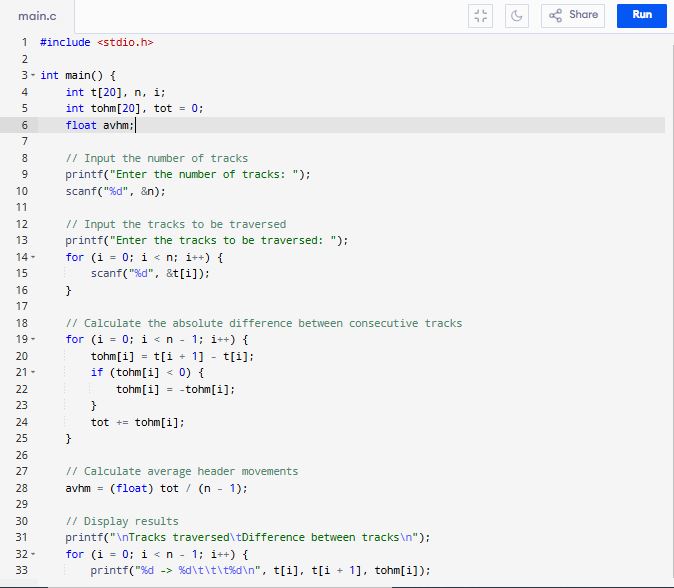 main.c
Share
Run
1 #include <stdio.h>
2
3 int main() {
4 int t[20], n, i;
5 int tohm[20], tot = 0;
6 float avhm;
7
8 // Input the number of tracks
9 printf("Enter the number of tracks: ");
10 scanf("%d", &n);
11
12 // Input the tracks to be traversed
13 printf("Enter the tracks to be traversed: ");
14 for (i = 0; i < n; i++) {
15 scanf("%d", &t[i]);
16 }
17
18 // Calculate the absolute difference between consecutive tracks
19 for (i = 0; i < n - 1; i++) {
20 tohm[i] = t[i + 1] - t[i];
21 if (tohm[i] < 0) {
22 tohm[i] = -tohm[i];
23 }
24 tot += tohm[i];
25 }
26
27 // Calculate average header movements
28 avhm = (float) tot / (n - 1);
29
30 // Display results
31 printf("\nTracks traversed\tDifference between tracks\n");
32 for (i = 0; i < n - 1; i++) {
33 printf("%d -> %d\t\t\t%d\n", t[i], t[i + 1], tohm[i]);